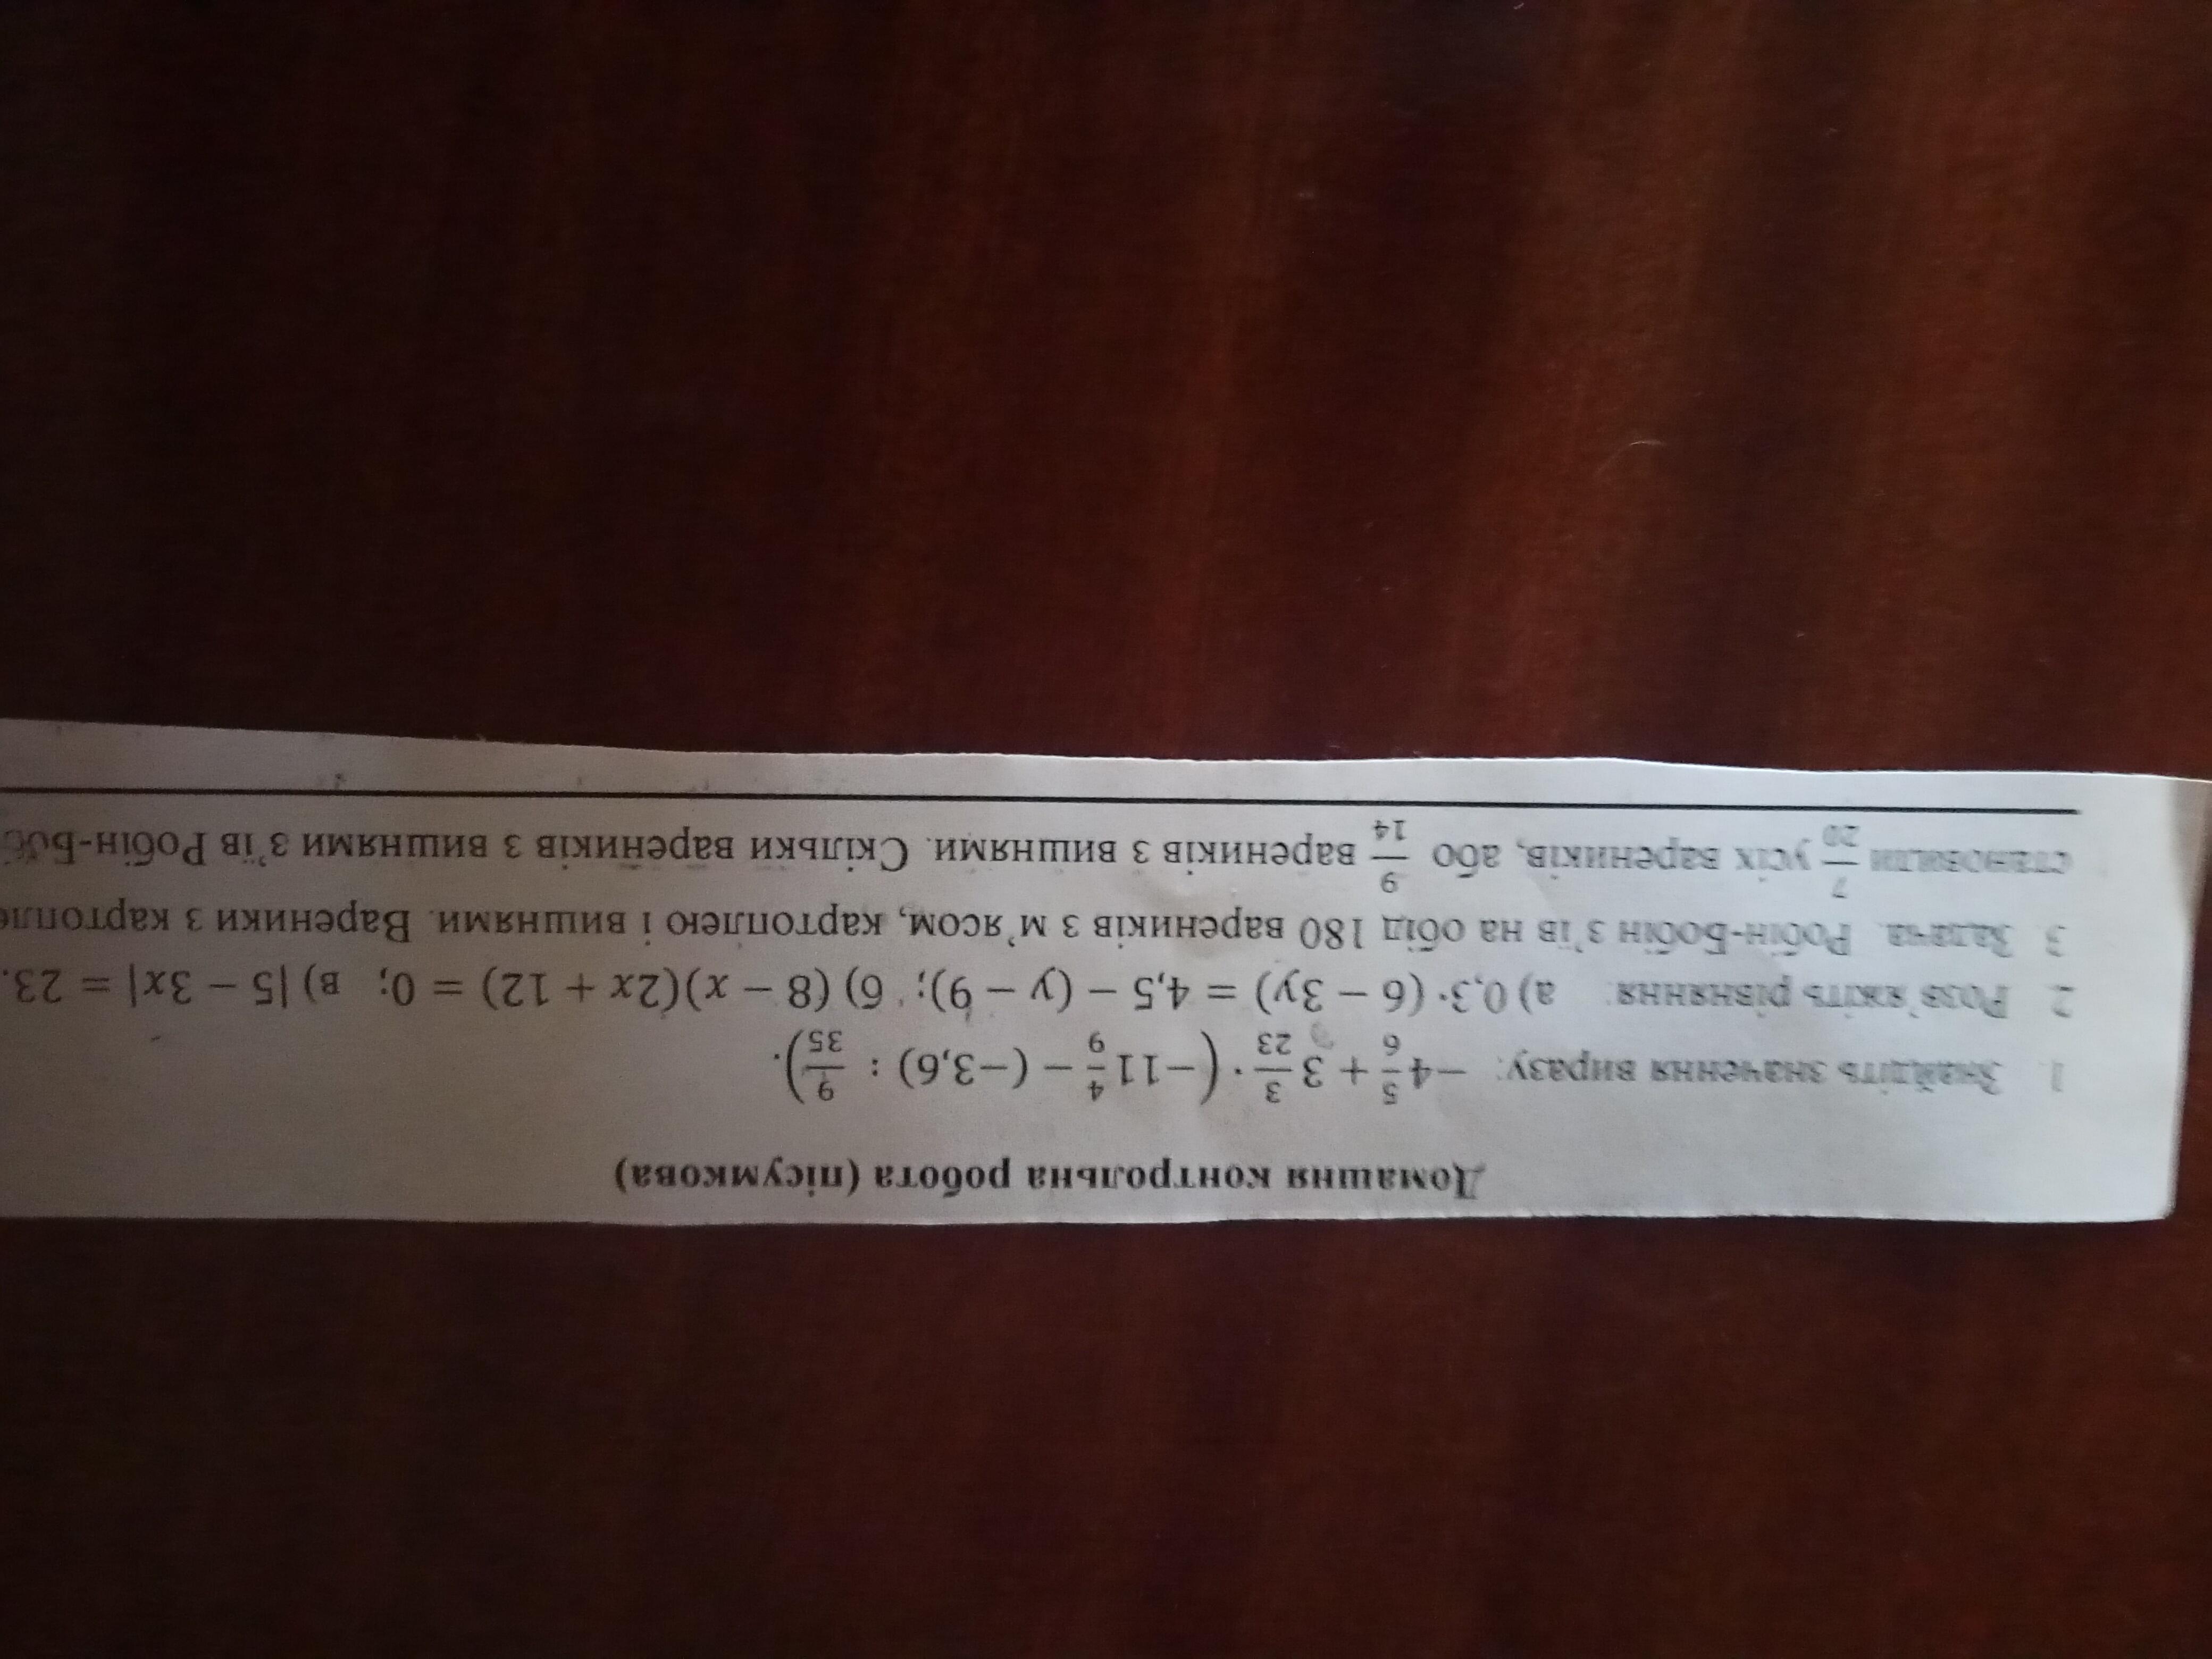 Домашня контрольна робота (пісумкова)
1. Знайдіть значення виразу: −4 5/6 + 3 3/23 · (−11 4/9 − (−3,6) : 9/35).
2. Розв'яжіть рівняння: а) 0,3· (6 − 3y) = 4,5 − (y − 9); б) (8 − x)(2x + 12) = 0; в) |5 − 3x| = 23.
3. Задача. Робін-Бобін з'їв на обід 180 вареників з м'ясом, картоплею і вишнями. Вареники з картопле
становили 7/20 усіх вареників, або 9/14 вареників з вишнями. Скільки вареників з вишнями з'їв Робін-Боб